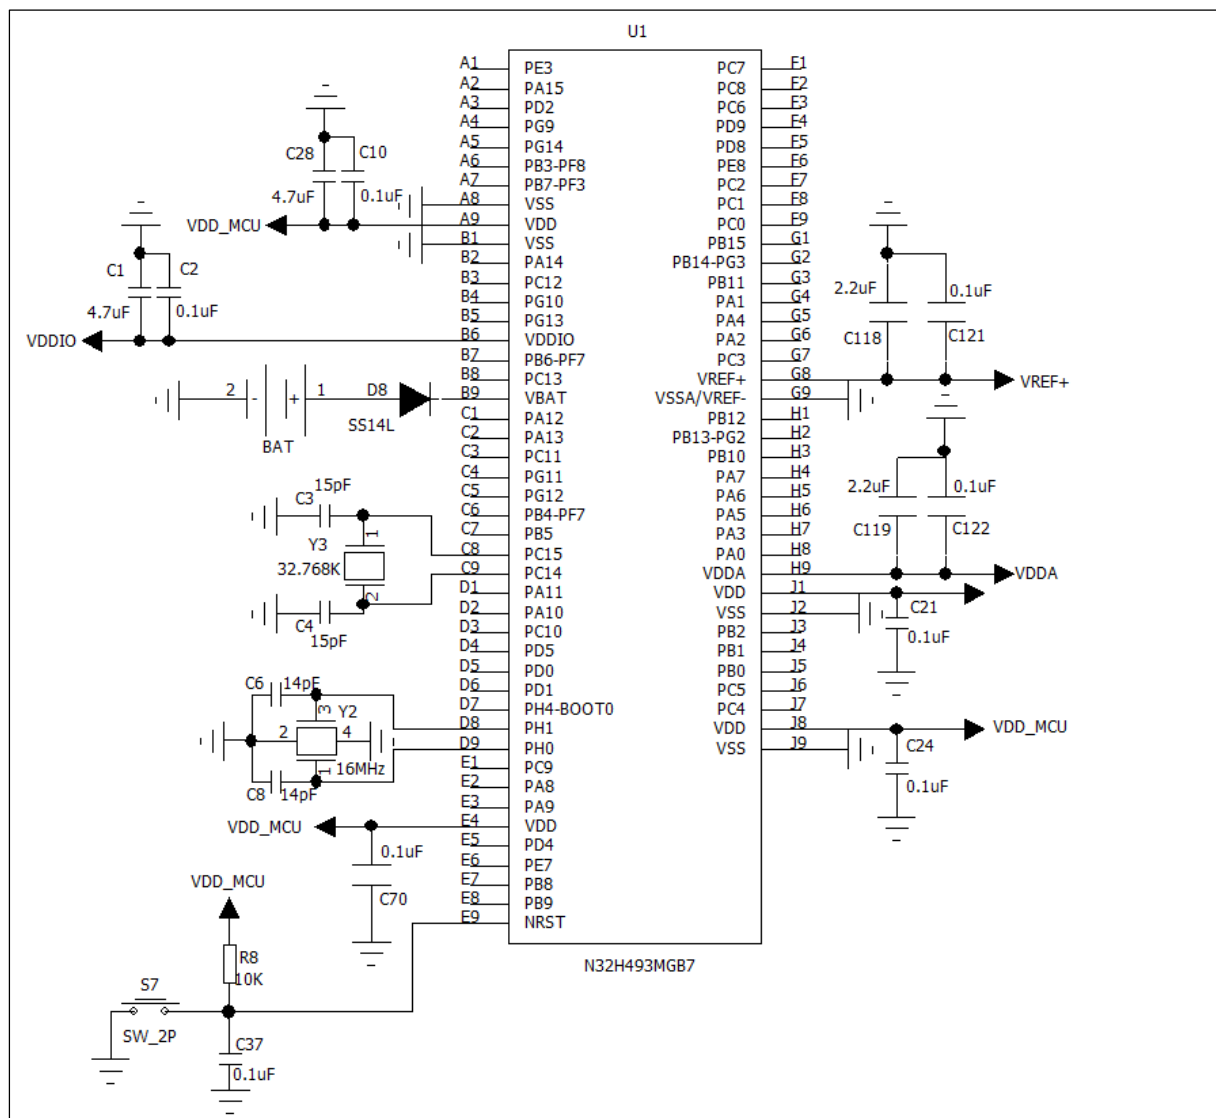 U1
A1 PE3 PC7 F1
A2 PA15 PC8 F2
A3 PD2 PC6 F3
A4 PG9 PD9 F4
A5 PG14 PD8 F5
A6 PB3-PF8 PE8 F6
A7 PB7-PF3 PC2 F7
A8 VSS PC1 F8
A9 VDD PC0 F9
B1 VSS PB15 G1
B2 PA14 PB14-PG3 G2
B3 PC12 PB11 G3
B4 PG10 PA1 G4
B5 PG13 PA4 G5
B6 VDDIO PA2 G6
B7 PB6-PF7 PC3 G7
B8 PC13 VREF+ G8
B9 VBAT VSSA/VREF- G9
C1 PA12 PB12 H1
C2 PA13 PB13-PG2 H2
C3 PC11 PB10 H3
C4 PG11 PA7 H4
C5 PG12 PA6 H5
C6 PB4-PF7 PA5 H6
C7 PB5 PA3 H7
C8 PC15 PA0 H8
C9 PC14 VDDA H9
D1 PA11 VDD J1
D2 PA10 VSS J2
D3 PC10 PB2 J3
D4 PD5 PB1 J4
D5 PD0 PB0 J5
D6 PD1 PC5 J6
D7 PH4-BOOT0 PC4 J7
D8 PH1 VDD J8
D9 PH0 VSS J9
E1 PC9
E2 PA8
E3 PA9
E4 VDD
E5 PD4
E6 PE7
E7 PB8
E8 PB9
E9 NRST
N32H493MGB7
C28 C10
4.7uF 0.1uF
VDD_MCU
C1 C2
4.7uF 0.1uF
VDDIO
2 - + 1 D8
SS14L
BAT
15pF
C3
1
Y3
32.768K
2
C4
15pF
C6 14pF
3 Y2
2 4
1 16MHz
C8 14pF
VDD_MCU
0.1uF
C70
VDD_MCU
R8
10K
S7
SW_2P
C37
0.1uF
2.2uF 0.1uF
C118 C121
VREF+
2.2uF 0.1uF
C119 C122
VDDA
C21
0.1uF
VDD_MCU
C24
0.1uF